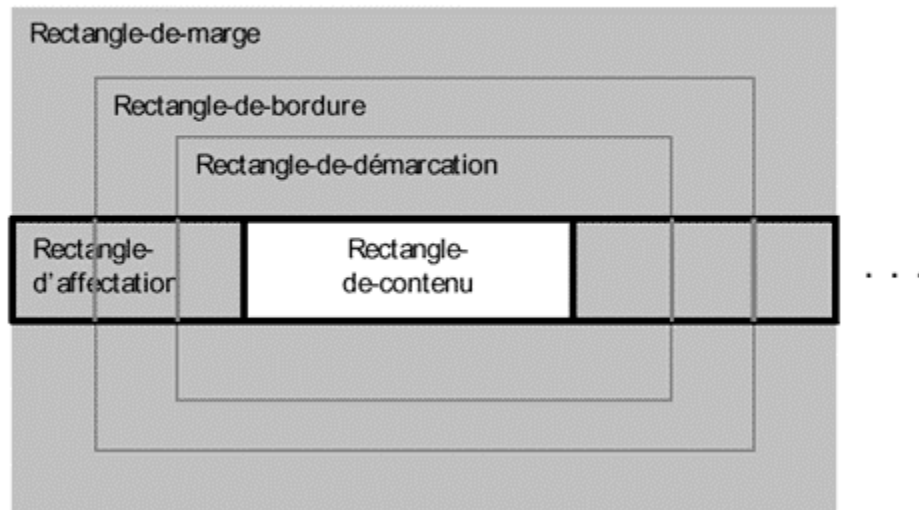 Rectangle-de-marge
Rectangle-de-bordure
Rectangle-de-démarcation
Rectangle-
d'affectation
Rectangle-
de-contenu
. . .